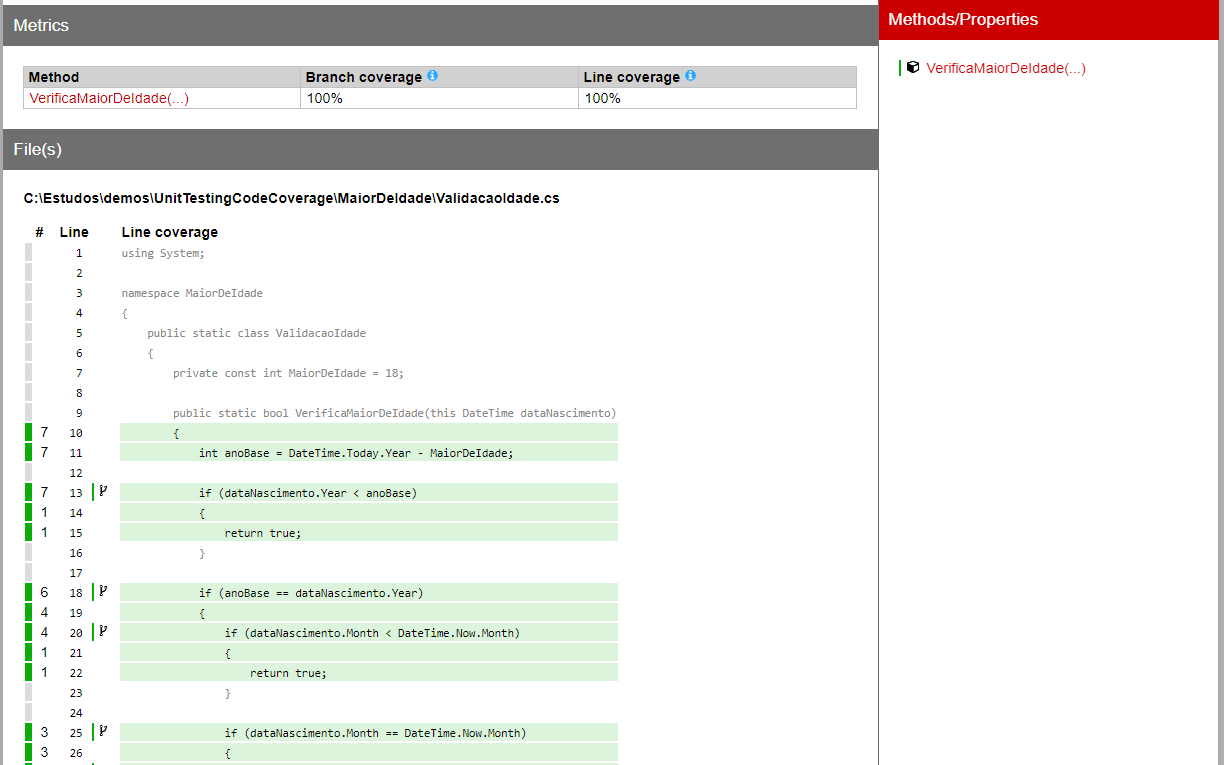 Metrics
Method Branch coverage Line coverage
VerificaMaiorDeIdade(...) 100% 100%
File(s)
C:\Estudos\demos\UnitTestingCodeCoverage\MaiorDeIdade\ValidacaoIdade.cs
# Line Line coverage
1 using System;
2
3 namespace MaiorDeIdade
4 {
5 public static class ValidacaoIdade
6 {
7 private const int MaiorDeIdade = 18;
8
9 public static bool VerificaMaiorDeIdade(this DateTime dataNascimento)
7 10 {
7 11 int anoBase = DateTime.Today.Year - MaiorDeIdade;
12
7 13 if (dataNascimento.Year < anoBase)
1 14 {
1 15 return true;
16 }
17
6 18 if (anoBase == dataNascimento.Year)
4 19 {
4 20 if (dataNascimento.Month < DateTime.Now.Month)
1 21 {
1 22 return true;
23 }
24
3 25 if (dataNascimento.Month == DateTime.Now.Month)
3 26 {
Methods/Properties
VerificaMaiorDeIdade(...)